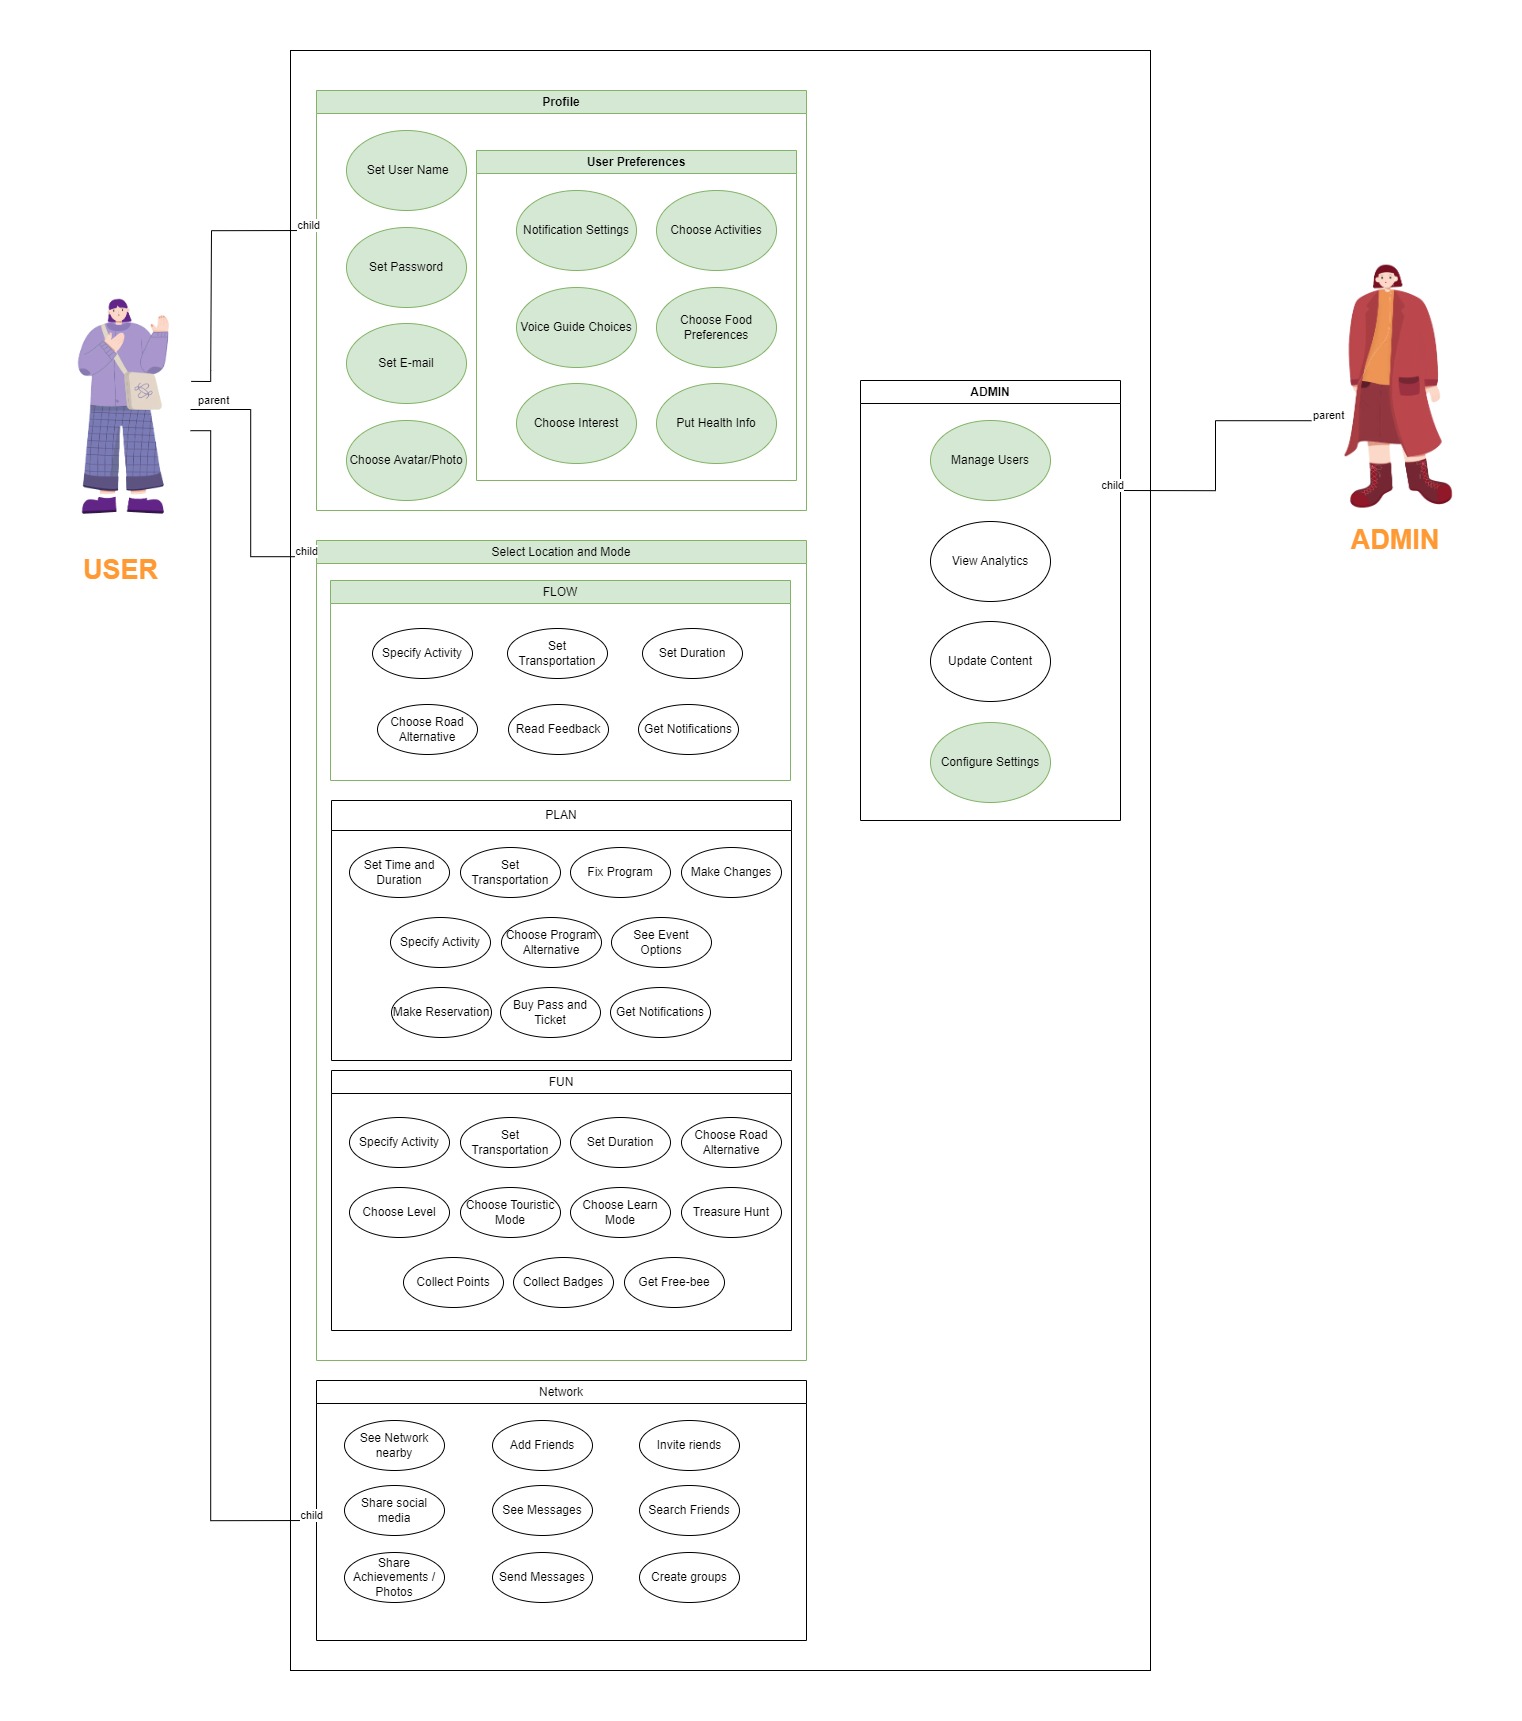 Profile
Set User Name
User Preferences
Notification Settings
Choose Activities
child
Set Password
Voice Guide Choices
Choose Food
Preferences
Set E-mail
Choose Interest
Put Health Info
Choose Avatar/Photo
parent
USER
child
Select Location and Mode
FLOW
Specify Activity
Set
Transportation
Set Duration
Choose Road
Alternative
Read Feedback
Get Notifications
PLAN
Set Time and
Duration
Set
Transportation
Fix Program
Make Changes
Specify Activity
Choose Program
Alternative
See Event
Options
Make Reservation
Buy Pass and
Ticket
Get Notifications
FUN
Specify Activity
Set
Transportation
Set Duration
Choose Road
Alternative
Choose Level
Choose Touristic
Mode
Choose Learn
Mode
Treasure Hunt
Collect Points
Collect Badges
Get Free-bee
Network
See Network
nearby
Add Friends
Invite riends
child
Share social
media
See Messages
Search Friends
Share
Achievements /
Photos
Send Messages
Create groups
ADMIN
Manage Users
child
View Analytics
Update Content
Configure Settings
parent
ADMIN